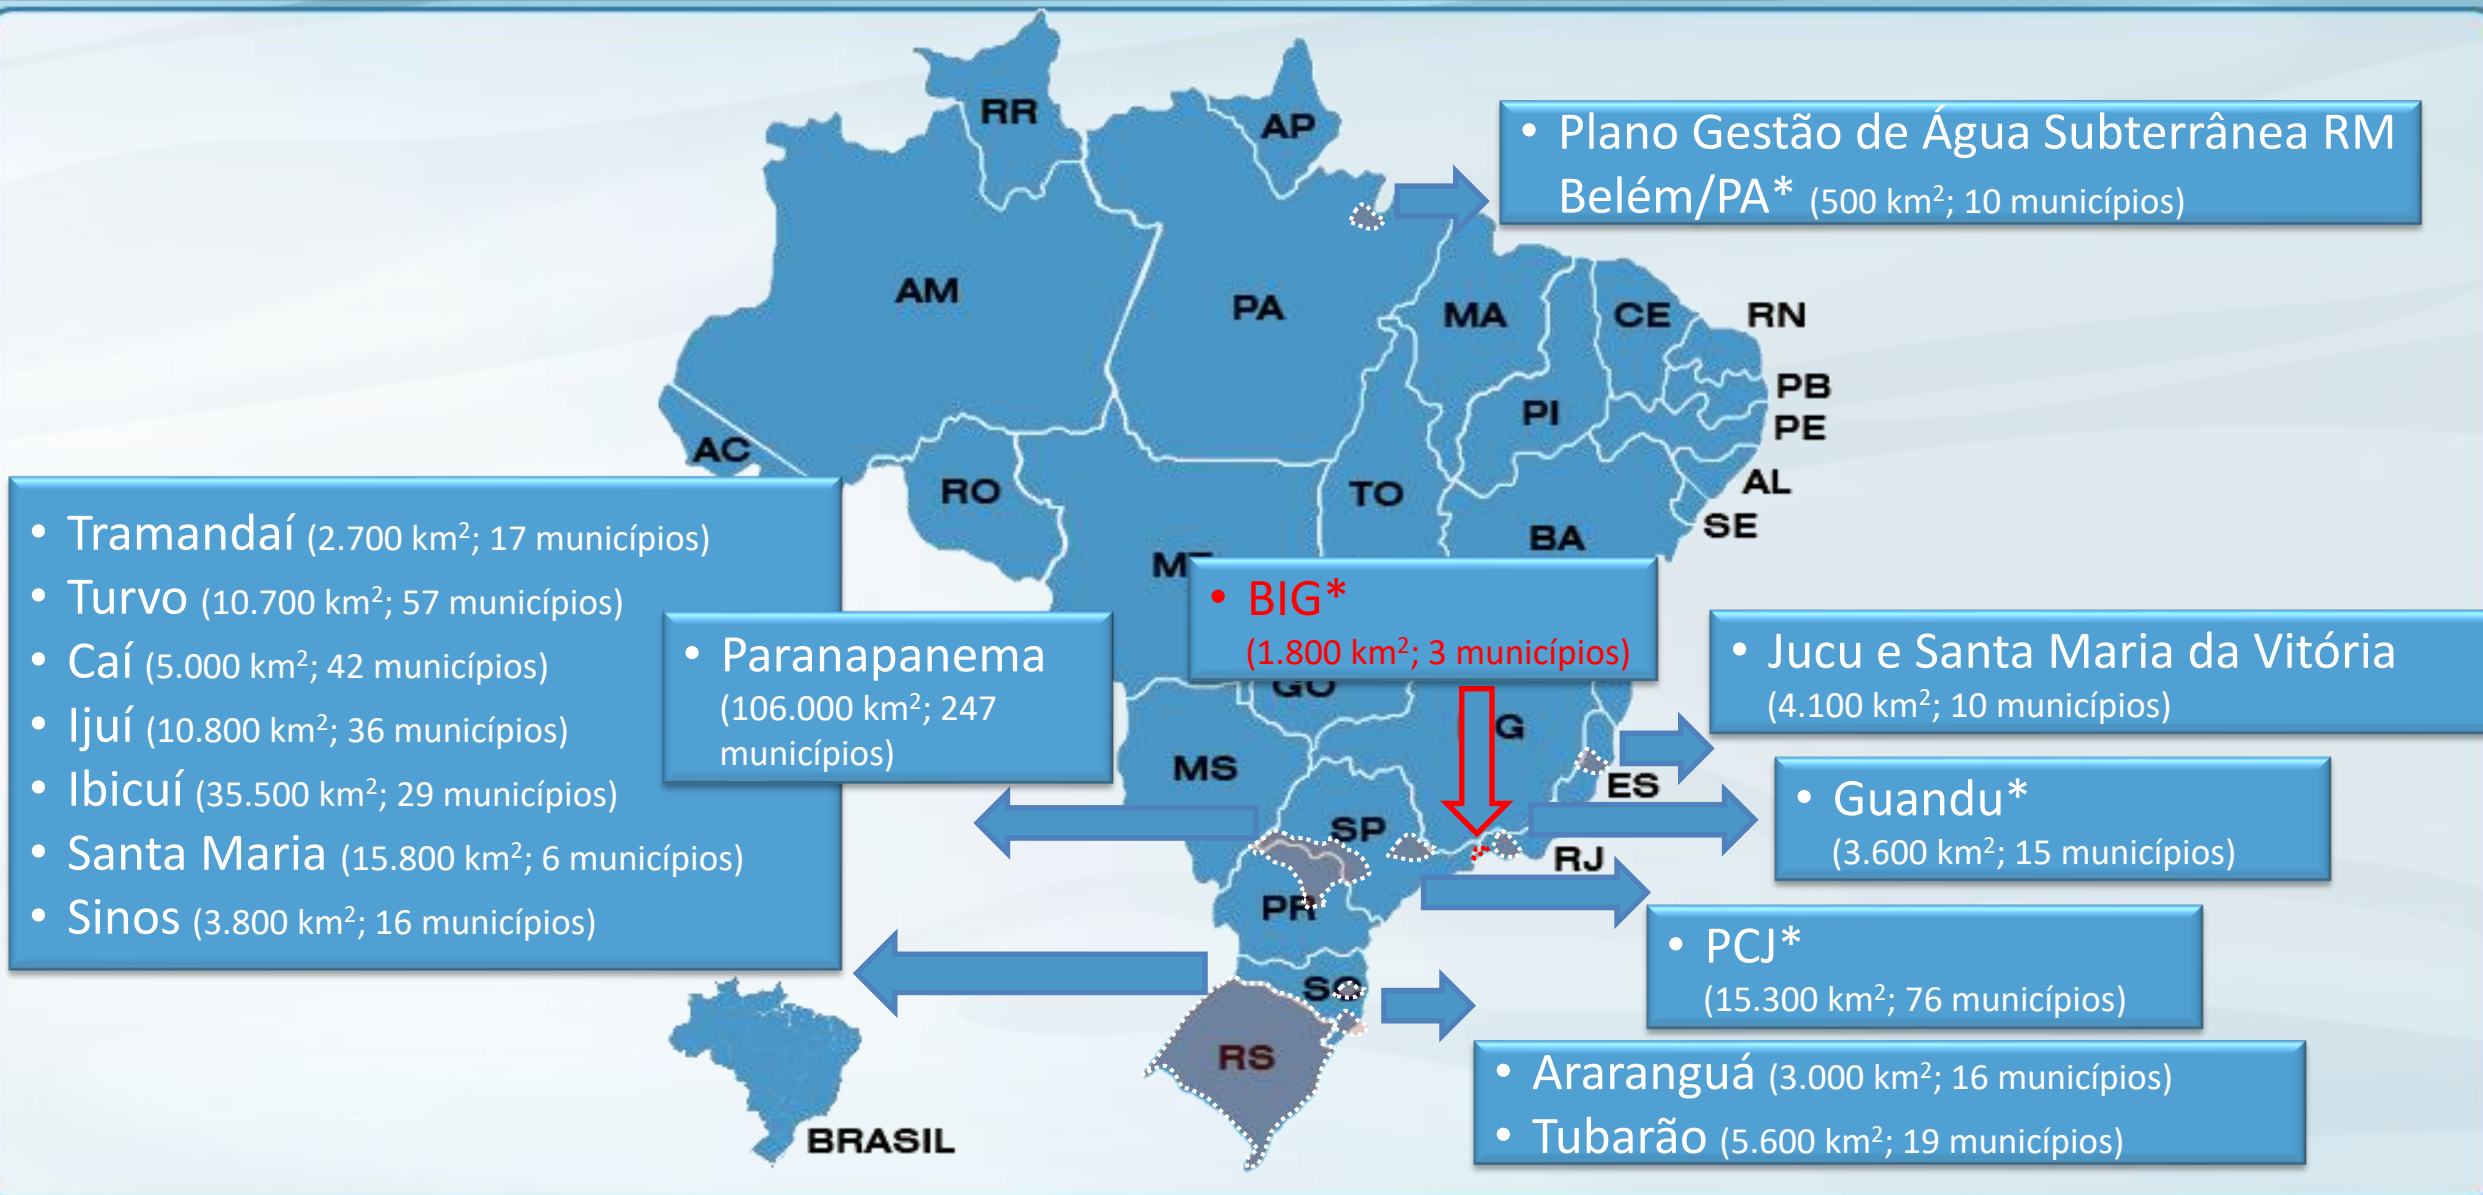 RR
AP
• Plano Gestão de Água Subterrânea RM
Belém/PA* (500 km²; 10 municípios)
AM
PA
MA
CE
RN
PB
PI
PE
AC
AL
RO
TO
SE
BA
• Tramandaí (2.700 km²; 17 municípios)
• Turvo (10.700 km²; 57 municípios)
• Caí (5.000 km²; 42 municípios)
• Ijuí (10.800 km²; 36 municípios)
• Ibicuí (35.500 km²; 29 municípios)
• Santa Maria (15.800 km²; 6 municípios)
• Sinos (3.800 km²; 16 municípios)
• Paranapanema
(106.000 km²; 247
municípios)
• BIG*
(1.800 km²; 3 municípios)
GO
G
• Jucu e Santa Maria da Vitória
(4.100 km²; 10 municípios)
MS
ES
• Guandu*
(3.600 km²; 15 municípios)
SP
RJ
PR
• PCJ*
(15.300 km²; 76 municípios)
SC
RS
• Araranguá (3.000 km²; 16 municípios)
• Tubarão (5.600 km²; 19 municípios)
BRASIL